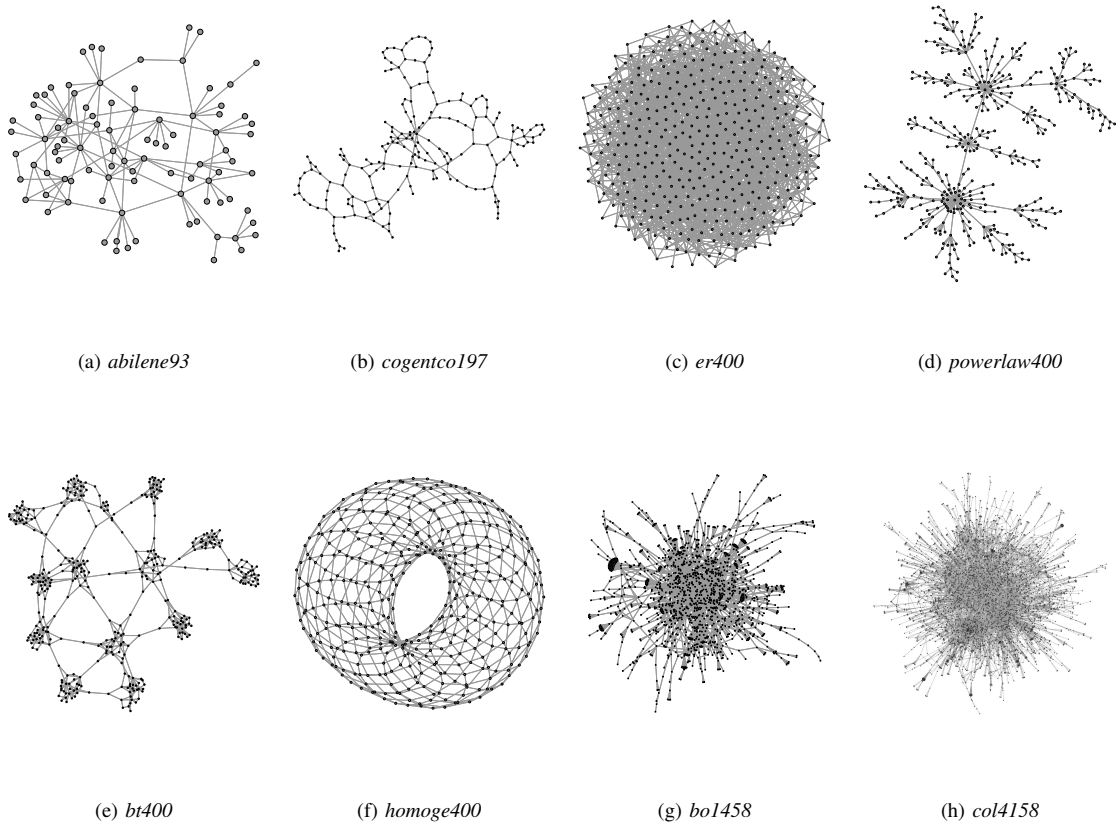 (a) abilene93
(b) cogentco197
(c) er400
(d) powerlaw400
(e) bt400
(f) homoge400
(g) bo1458
(h) col4158